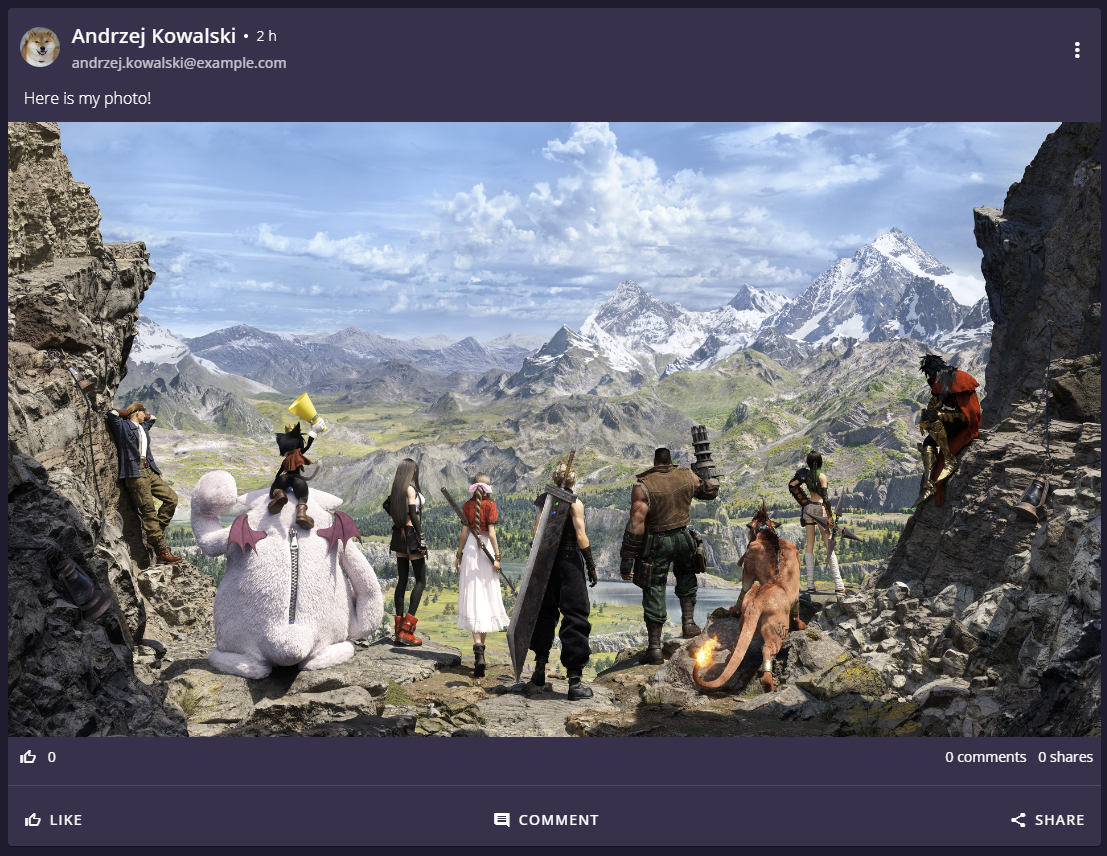 Andrzej Kowalski • 2 h
andrzej.kowalski@example.com
Here is my photo!
0
0 comments 0 shares
LIKE
COMMENT
SHARE